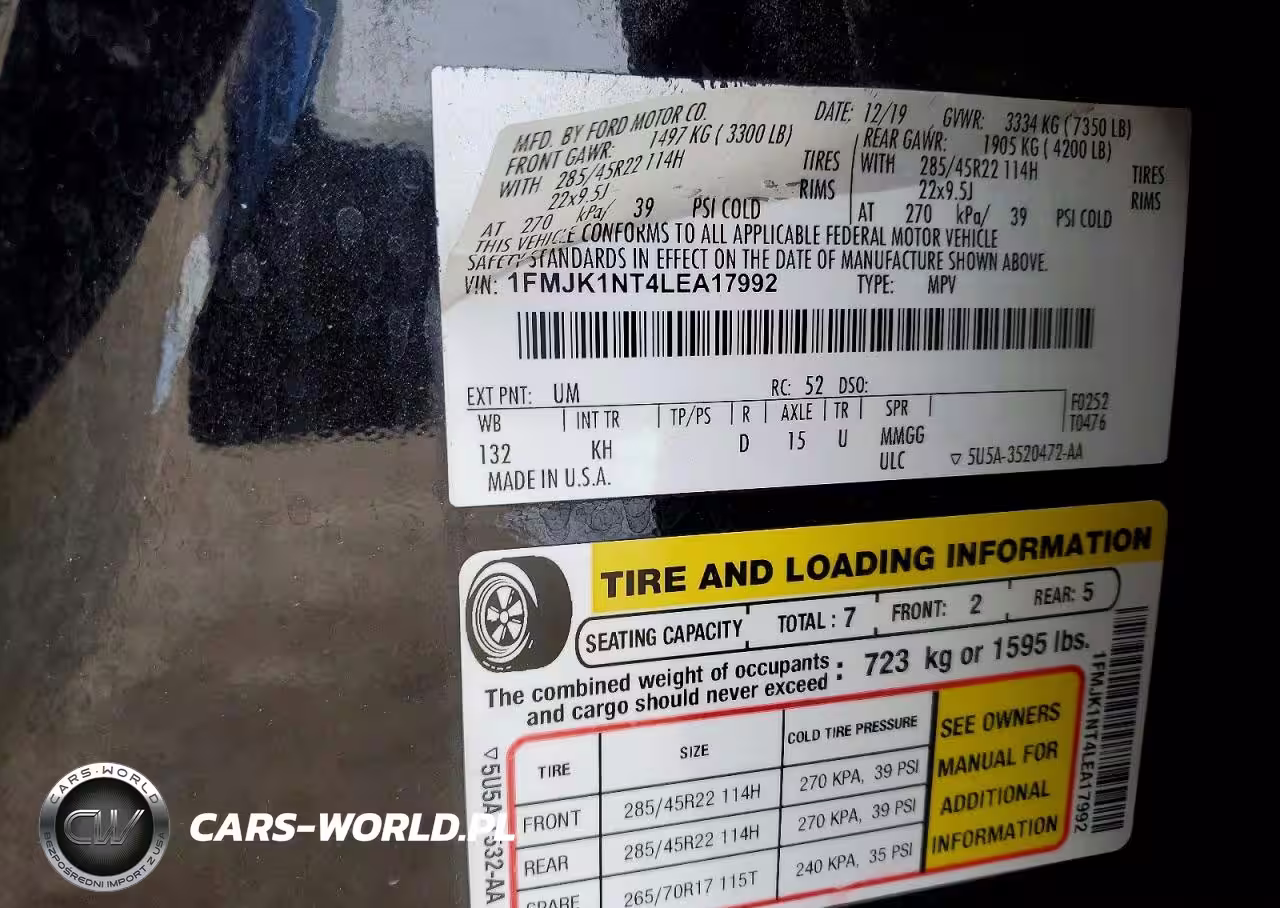 MFD. BY FORD MOTOR CO. DATE: 12/19 GVWR: 3334 KG ( 7350 LB)
FRONT GAWR: 1497 KG ( 3300 LB) REAR GAWR: 1905 KG ( 4200 LB)
WITH 285/45R22 114H TIRES WITH 285/45R22 114H TIRES
22x9.5J RIMS 22x9.5J RIMS
AT 270 kPa/ 39 PSI COLD AT 270 kPa/ 39 PSI COLD
THIS VEHICLE CONFORMS TO ALL APPLICABLE FEDERAL MOTOR VEHICLE
SAFETY STANDARDS IN EFFECT ON THE DATE OF MANUFACTURE SHOWN ABOVE.
VIN: 1FMJK1NT4LEA17992 TYPE: MPV
EXT PNT: UM RC: 52 DSO:
WB INT TR TP/PS R AXLE TR SPR F0252
T0476
132 KH D 15 U MMGG
ULC ▽ 5U5A-3520472-AA
MADE IN U.S.A.
TIRE AND LOADING INFORMATION
SEATING CAPACITY TOTAL : 7 FRONT: 2 REAR: 5
The combined weight of occupants
and cargo should never exceed : 723 kg or 1595 lbs.
TIRE SIZE COLD TIRE PRESSURE
FRONT 285/45R22 114H 270 KPA, 39 PSI
REAR 285/45R22 114H 270 KPA, 39 PSI
SPARE 265/70R17 115T 240 KPA, 35 PSI
SEE OWNERS
MANUAL FOR
ADDITIONAL
INFORMATION
1FMJK1NT4LEA17992
▽5U5A
532-AA
CARS-WORLD
CW
BEZPOŚREDNI IMPORT Z USA
CARS-WORLD.PL